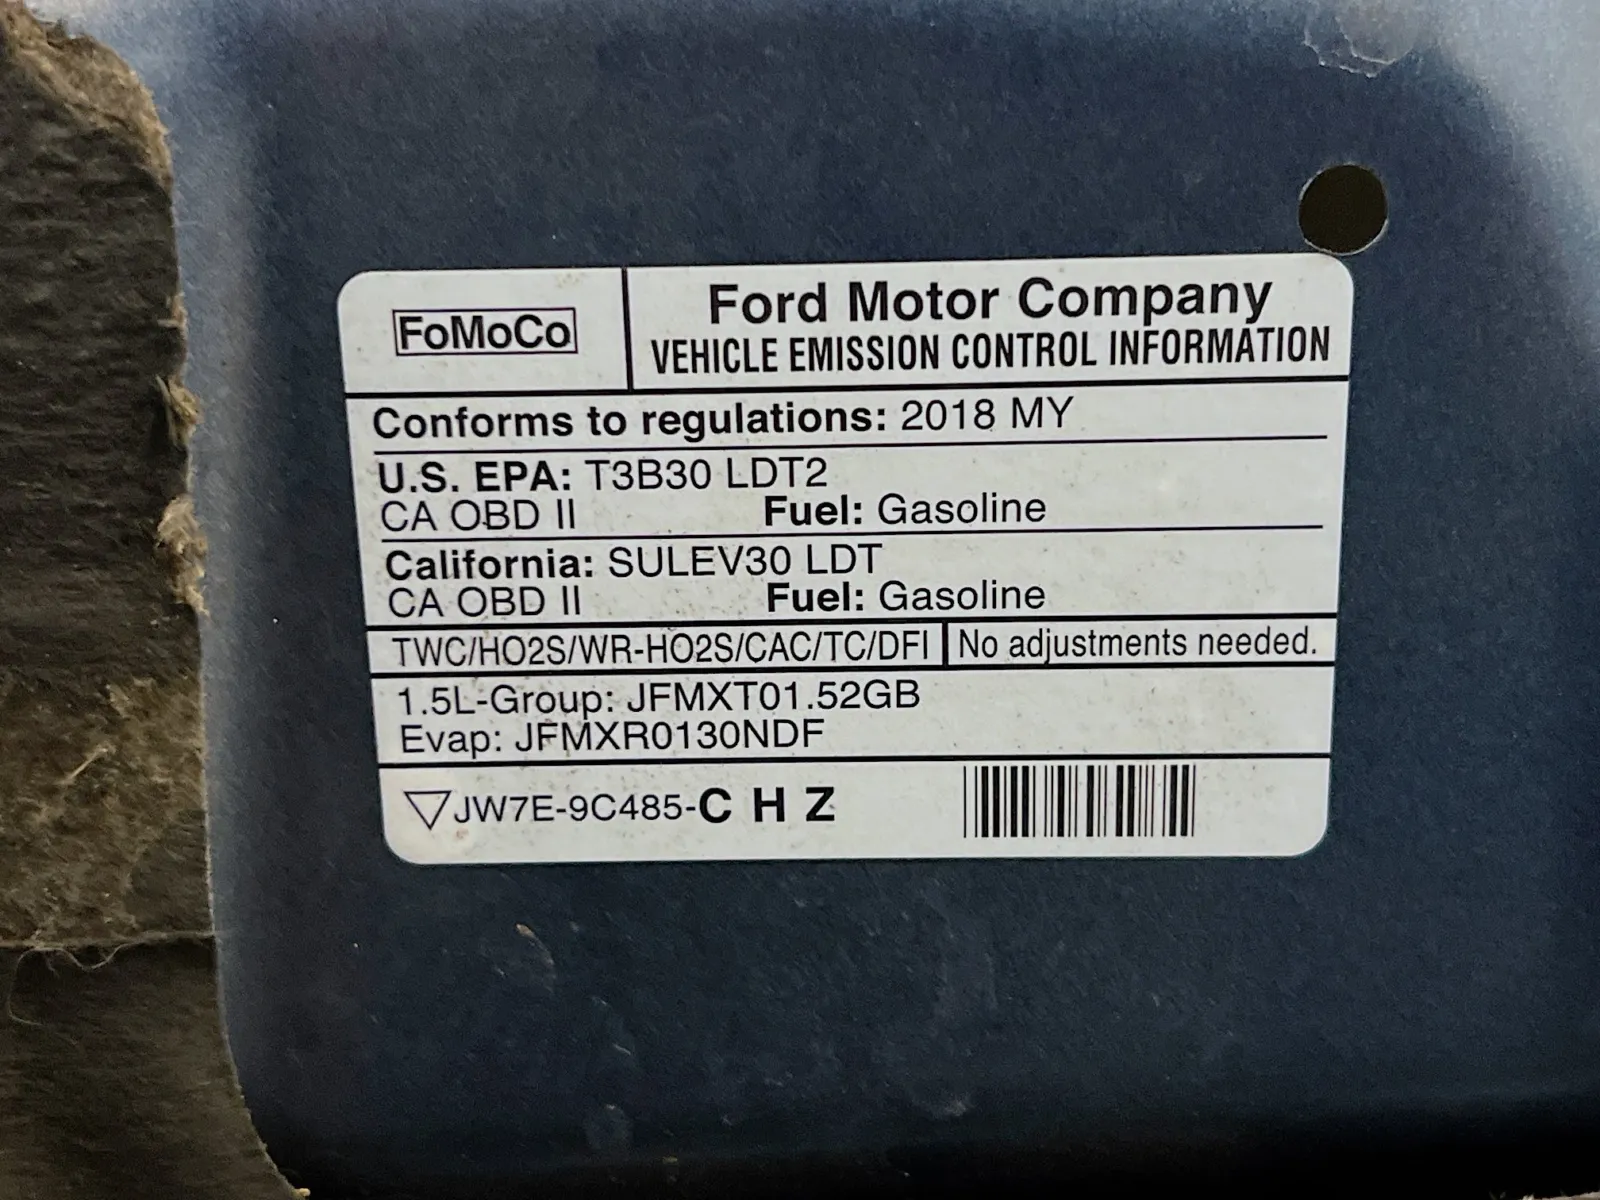 FoMoCo
Ford Motor Company
VEHICLE EMISSION CONTROL INFORMATION
Conforms to regulations: 2018 MY
U.S. EPA: T3B30 LDT2
CA OBD II Fuel: Gasoline
California: SULEV30 LDT
CA OBD II Fuel: Gasoline
TWC/HO2S/WR-HO2S/CAC/TC/DFI No adjustments needed.
1.5L-Group: JFMXT01.52GB
Evap: JFMXR0130NDF
JW7E-9C485-C H Z